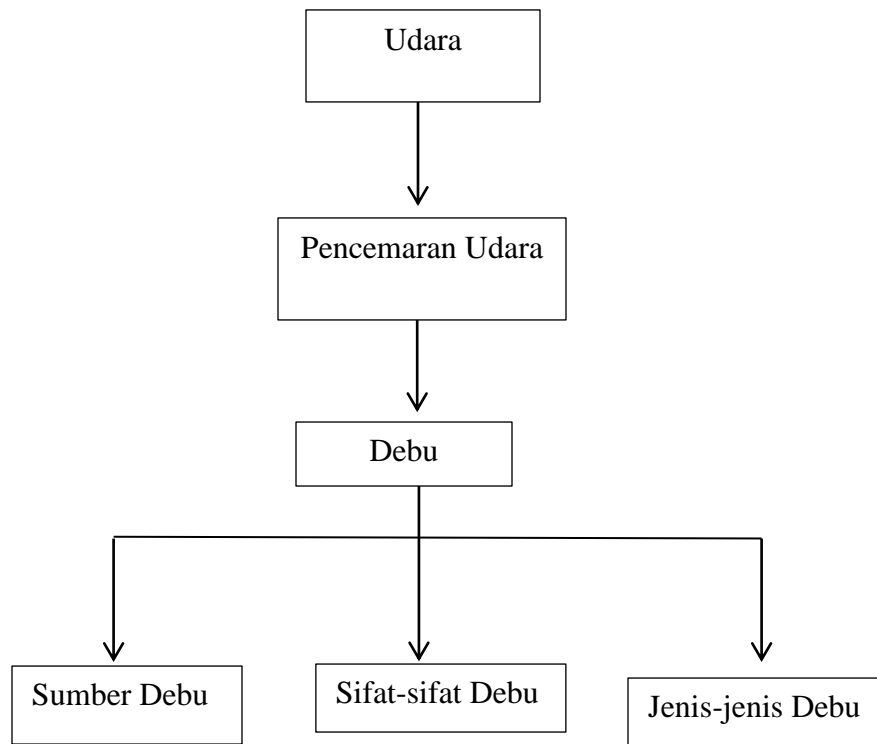 Udara
Pencemaran Udara
Debu
Sumber Debu
Sifat-sifat Debu
Jenis-jenis Debu